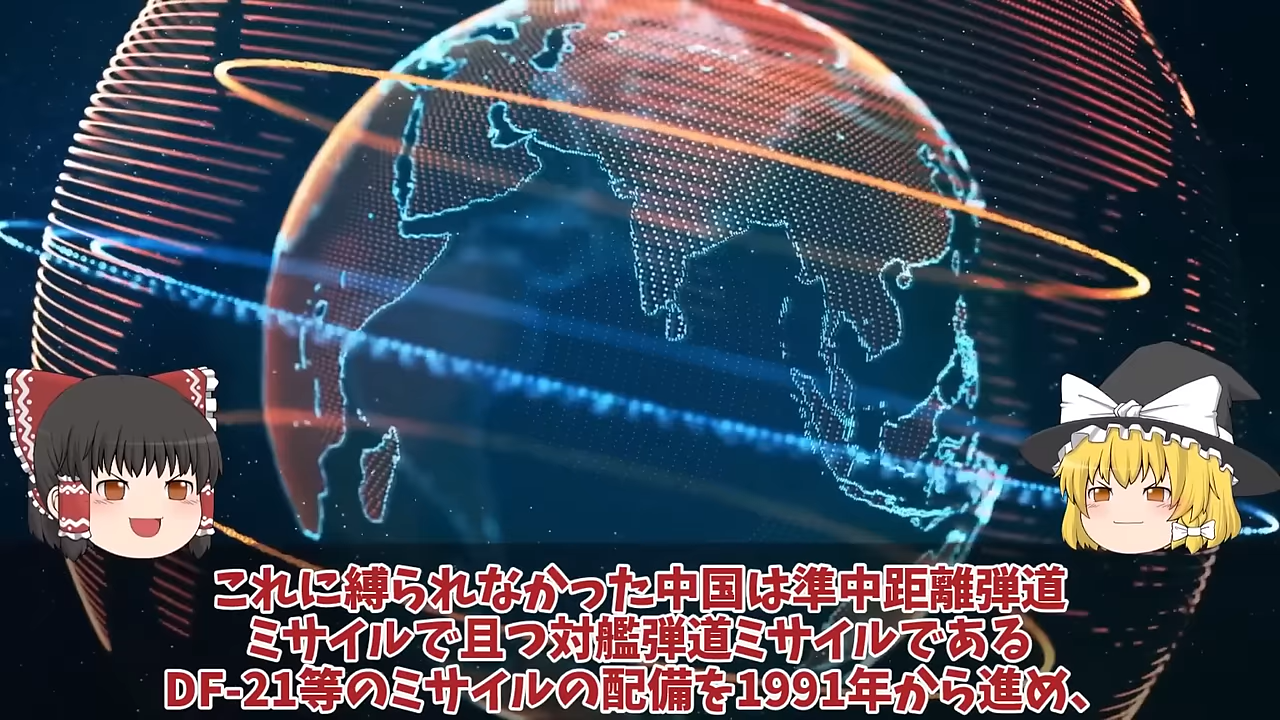 これに縛られなかった中国は準中距離弾道
ミサイルで且つ対艦弾道ミサイルである
DF-21等のミサイルの配備を1991年から進め、